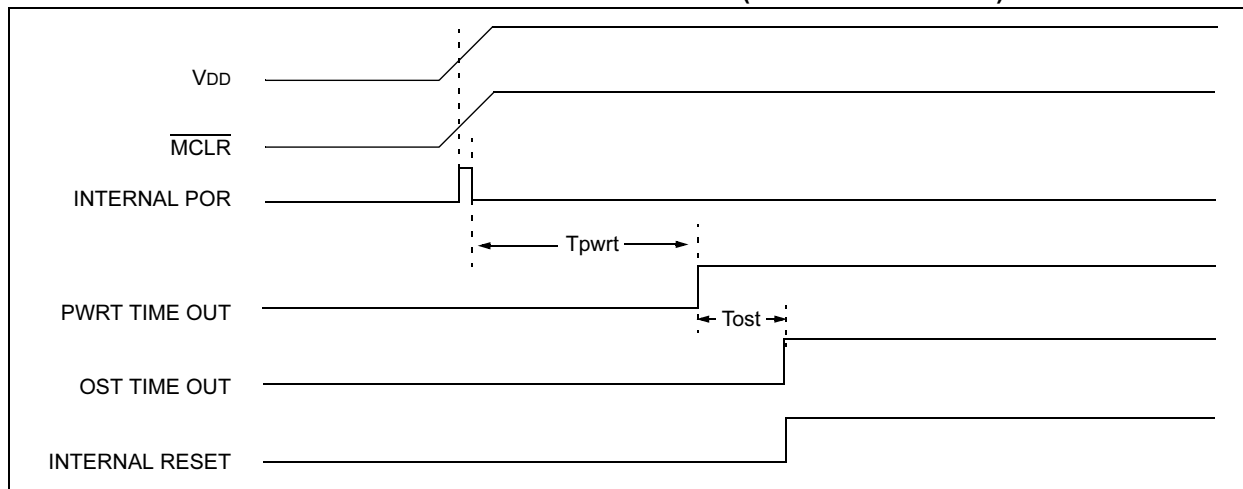 VDD
MCLR
INTERNAL POR
Tpwrt
PWRT TIME OUT
Tost
OST TIME OUT
INTERNAL RESET